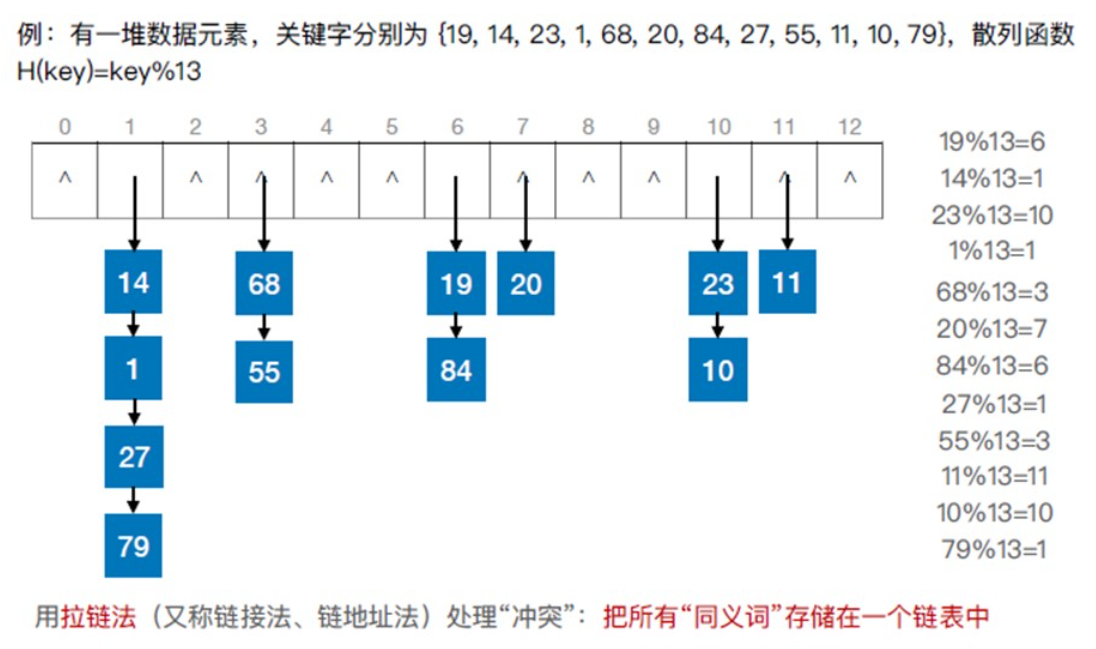 例：有一堆数据元素，关键字分别为 {19, 14, 23, 1, 68, 20, 84, 27, 55, 11, 10, 79}，散列函数
H(key)=key%13
0 1 2 3 4 5 6 7 8 9 10 11 12
^ ^ ^ ^ ^ ^ ^ ^ ^ ^
14 68 19 20 23 11
1 55 84 10
27
79
19%13=6
14%13=1
23%13=10
1%13=1
68%13=3
20%13=7
84%13=6
27%13=1
55%13=3
11%13=11
10%13=10
79%13=1
用拉链法（又称链接法、链地址法）处理“冲突”：把所有“同义词”存储在一个链表中